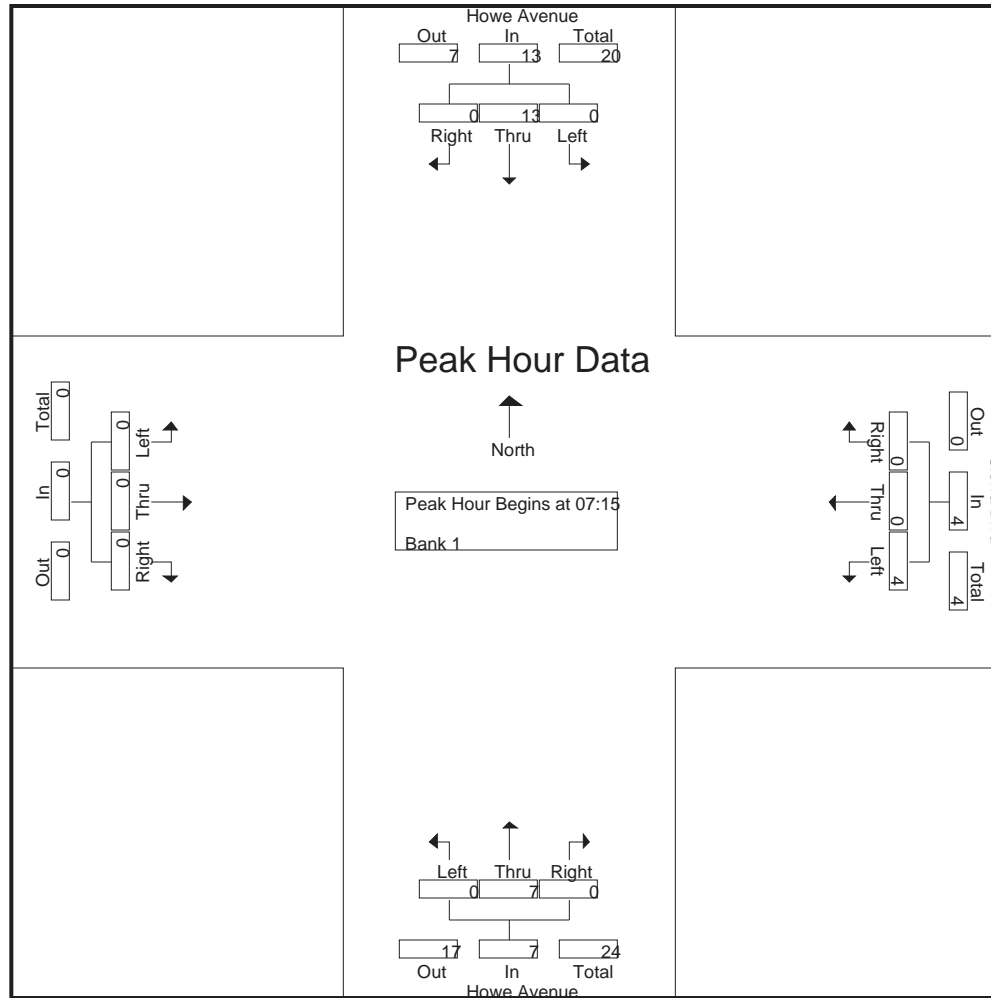 Howe Avenue
Out In Total
7 13 20
0 13 0
Right Thru Left
Peak Hour Data
North
Peak Hour Begins at 07:15
Bank 1
Total In Out
0 0 0
0 0 0
Left Thru Right
Right Thru Left
0 0 4
Out In Total
0 4 4
Left Thru Right
0 7 0
17 7 24
Out In Total
Howe Avenue